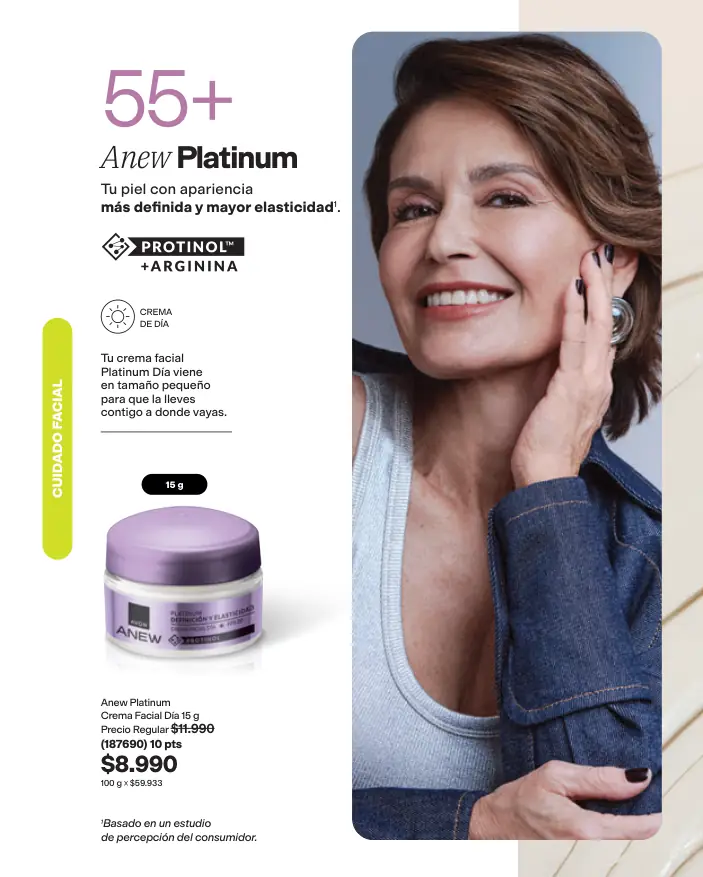 55+
Anew Platinum
Tu piel con apariencia
más definida y mayor elasticidad¹.
PROTINOL™
+ARGININA
CREMA
DE DÍA
Tu crema facial
Platinum Día viene
en tamaño pequeño
para que la lleves
contigo a donde vayas.
CUIDADO FACIAL
15 g
AVON
ANEW
PLATINUM
DEFINICIÓN Y ELASTICIDAD
PROTINOL
Anew Platinum
Crema Facial Día 15 g
Precio Regular $11.990
(187690) 10 pts
$8.990
100 g x $59.933
¹Basado en un estudio
de percepción del consumidor.